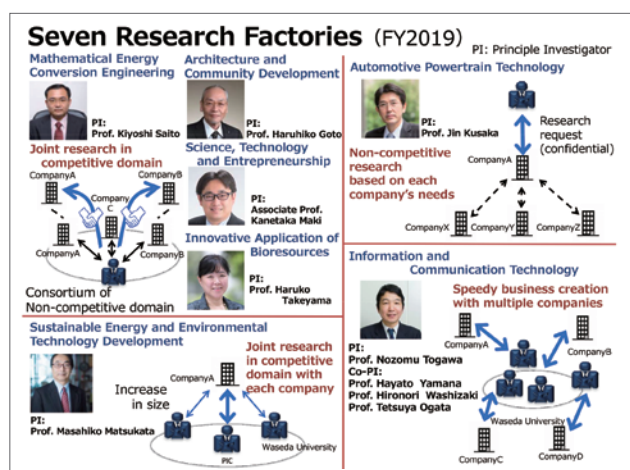 Seven Research Factories (FY2019)
PI: Principle Investigator
Mathematical Energy
Conversion Engineering
PI:
Prof. Kiyoshi Saito
Joint research in
competitive domain
CompanyA
CompanyB
Company
C
CompanyA
CompanyB
Consortium of
Non-competitive domain
Architecture and
Community Development
PI:
Prof. Haruhiko Goto
Science, Technology
and Entrepreneurship
PI:
Associate Prof.
Kanetaka Maki
Innovative Application of
Bioresources
PI:
Prof. Haruko
Takeyama
Automotive Powertrain Technology
PI:
Prof. Jin Kusaka
Research
request
(confidential)
CompanyA
Non-competitive
research
based on each
company's needs
CompanyX
CompanyY
CompanyZ
Sustainable Energy and Environmental
Technology Development
PI:
Prof. Masahiko Matsukata
Joint research
in competitive
domain with
each company
CompanyA
Increase
in size
Waseda University
PIC
Information and
Communication Technology
Speedy business creation
with multiple companies
PI:
Prof. Nozomu Togawa
Co-PI:
Prof. Hayato Yamana
Prof. Hironori Washizaki
Prof. Tetsuya Ogata
CompanyA
CompanyB
Waseda University
CompanyC
CompanyD